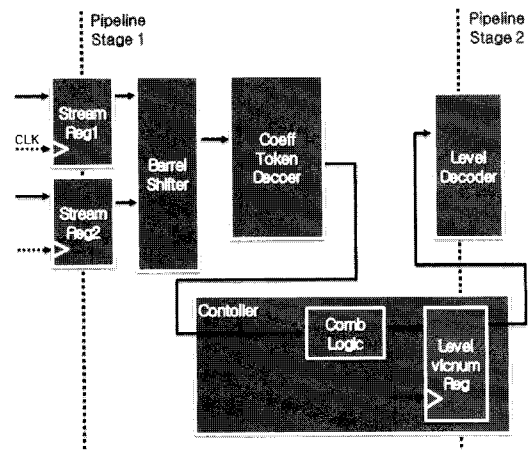 Pipeline
Stage 1
Pipeline
Stage 2
Stream
Reg1
CLK
Stream
Reg2
Barrel
Shifter
Coeff
Token
Decoer
Level
Decoder
Contoller
Comb
Logic
Level
vlcnum
Reg